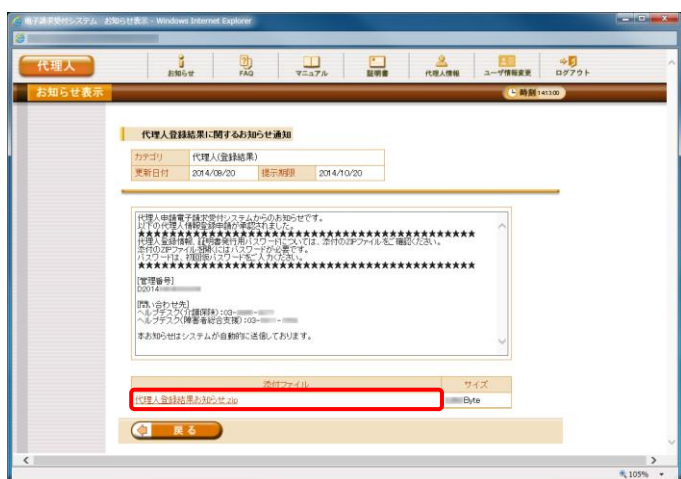 電子請求受付システム お知らせ表示 - Windows Internet Explorer
代理人
お知らせ FAQ マニュアル 証明書 代理人情報 ユーザ情報変更 ログアウト
お知らせ表示
時刻 14:13:00
代理人登録結果に関するお知らせ通知
カテゴリ 代理人(登録結果)
更新日付 2014/09/20 提示期限 2014/10/20
代理人申請電子請求受付システムからのお知らせです。
以下の代理人情報登録申請が承認されました。
★★★★★★★★★★★★★★★★★★★★★★★★★★★★★★★★★★★★★★★
代理人登録情報、証明書発行用パスワードについては、添付のZIPファイルをご確認ください。
添付のZIPファイルを開くにはパスワードが必要です。
パスワードは、初回仮パスワードをご入力ください。
★★★★★★★★★★★★★★★★★★★★★★★★★★★★★★★★★★★★★★★
[管理番号]
D2014
[問い合わせ先]
ヘルプデスク(介護保険):03-
ヘルプデスク(障害者総合支援):03-
本お知らせはシステムが自動的に送信しております。
添付ファイル サイズ
代理人登録結果お知らせ.zip Byte
戻る
105%